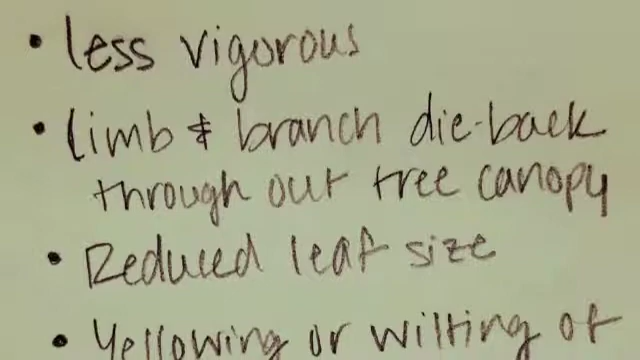 • less vigorous
• Limb & branch die-back
through out tree canopy
• Reduced leaf size
• Yellowing or wilting of